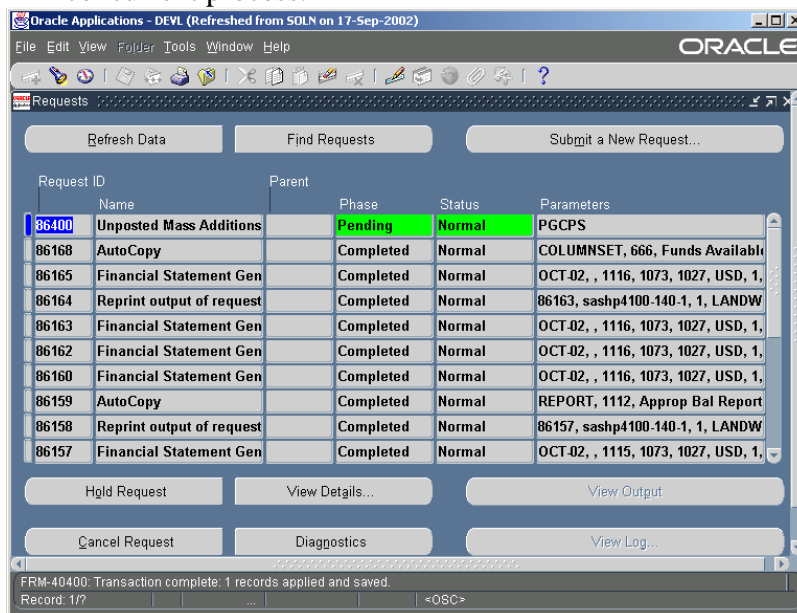 Oracle Applications - DEVL (Refreshed from SOLN on 17-Sep-2002)
File Edit View Folder Tools Window Help
ORACLE
Requests
Refresh Data Find Requests Submit a New Request...
Request ID Parent
Name Phase Status Parameters
86400 Unposted Mass Additions Pending Normal PGCPS
86168 AutoCopy Completed Normal COLUMNSET, 666, Funds Available
86165 Financial Statement Gen Completed Normal OCT-02, , 1116, 1073, 1027, USD, 1,
86164 Reprint output of request Completed Normal 86163, sashp4100-140-1, 1, LANDW
86163 Financial Statement Gen Completed Normal OCT-02, , 1116, 1073, 1027, USD, 1,
86162 Financial Statement Gen Completed Normal OCT-02, , 1116, 1073, 1027, USD, 1,
86160 Financial Statement Gen Completed Normal OCT-02, , 1116, 1073, 1027, USD, 1,
86159 AutoCopy Completed Normal REPORT, 1112, Approp Bal Report
86158 Reprint output of request Completed Normal 86157, sashp4100-140-1, 1, LANDW
86157 Financial Statement Gen Completed Normal OCT-02, , 1115, 1073, 1027, USD, 1,
Hold Request View Details... View Output
Cancel Request Diagnostics View Log...
FRM-40400: Transaction complete: 1 records applied and saved.
Record: 1/? ... <OSC>